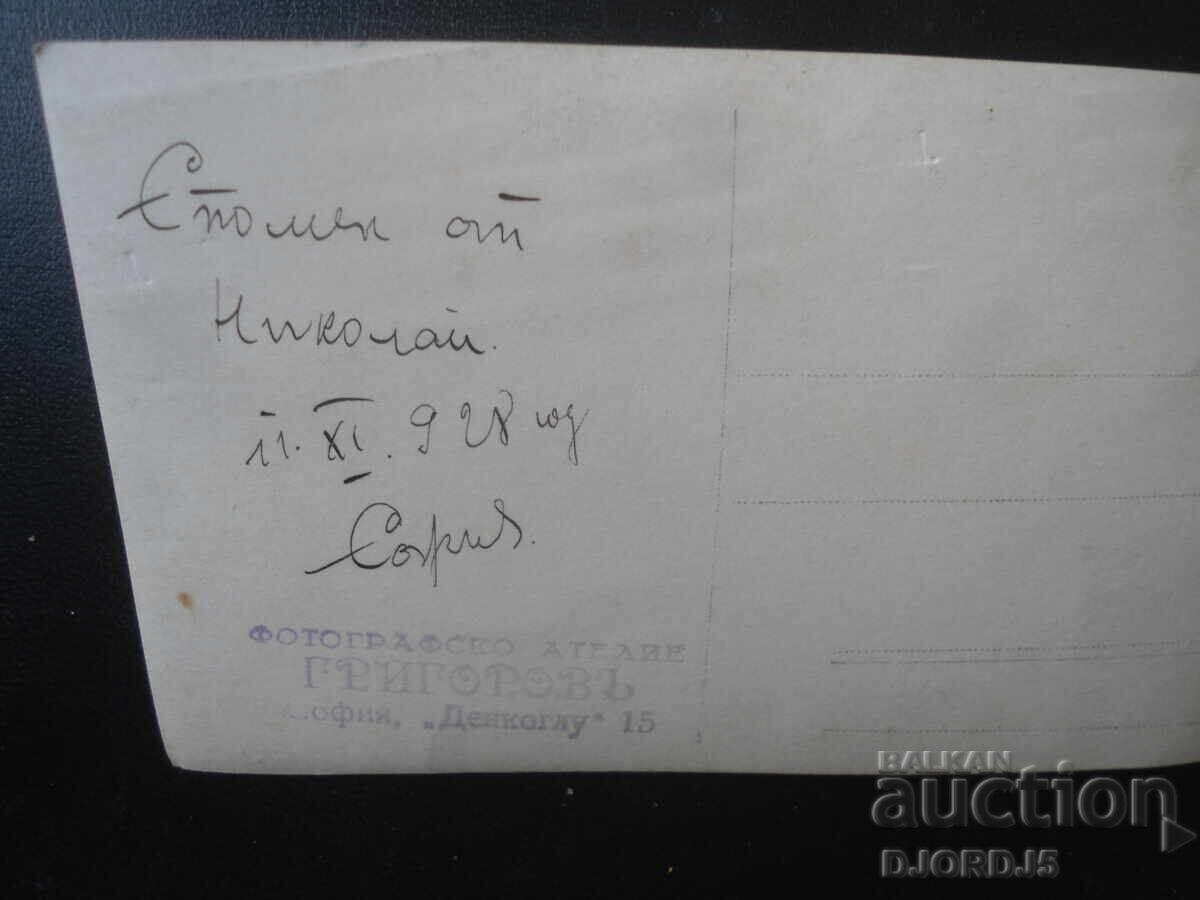 Спомен от
Николай.
11. XI. 928 год
София.
ФОТОГРАФСКО АТЕЛИЕ
ГРИГОРОВЪ
София, „Денкоглу" 15
BALKAN
auction
DJORDJ5